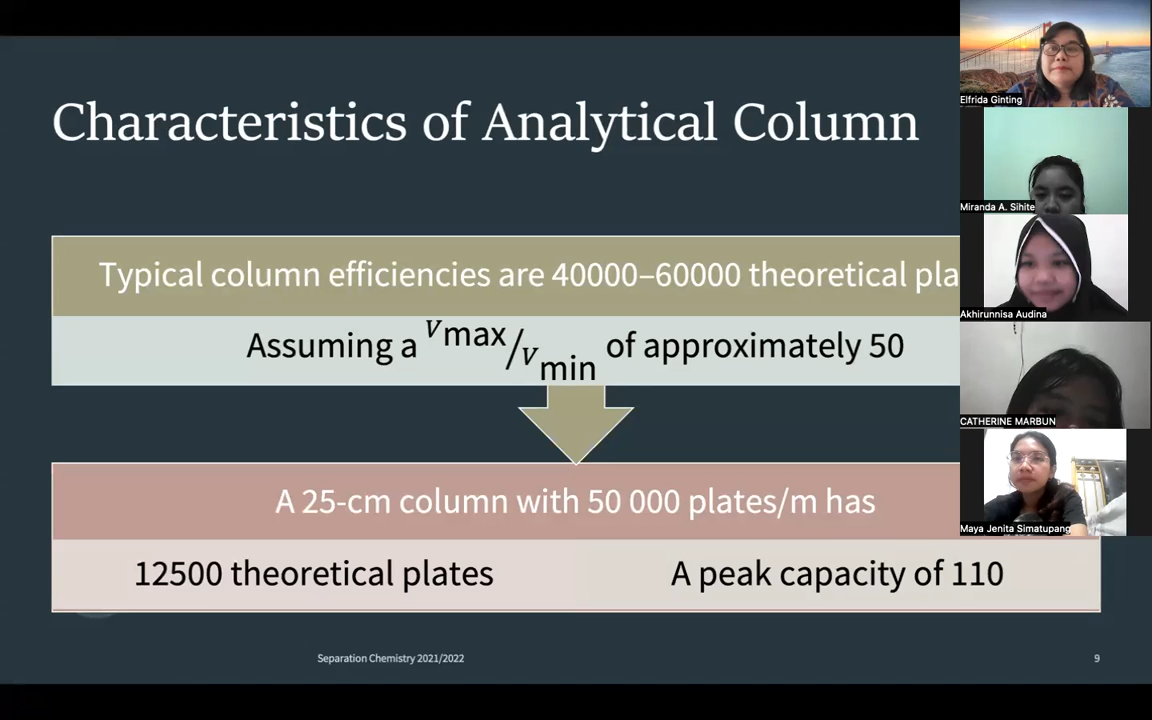 Characteristics of Analytical Column
Typical column efficiencies are 40000–60000 theoretical
Assuming a vmax/vmin of approximately 50
A 25-cm column with 50 000 plates/m has
12500 theoretical plates
A peak capacity of 110
Separation Chemistry 2021/2022
9
Elfrida Ginting
Miranda A. Sihite
Akhirunnisa Audina
CATHERINE MARBUN
Maya Jenita Simatupang